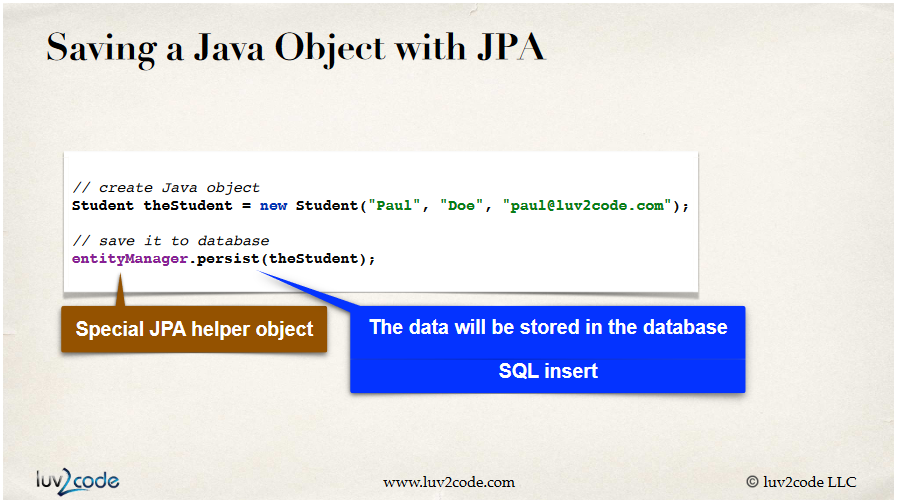 Saving a Java Object with JPA
// create Java object
Student theStudent = new Student("Paul", "Doe", "paul@luv2code.com");
// save it to database
entityManager.persist(theStudent);
Special JPA helper object
The data will be stored in the database
SQL insert
luv2code
www.luv2code.com
© luv2code LLC